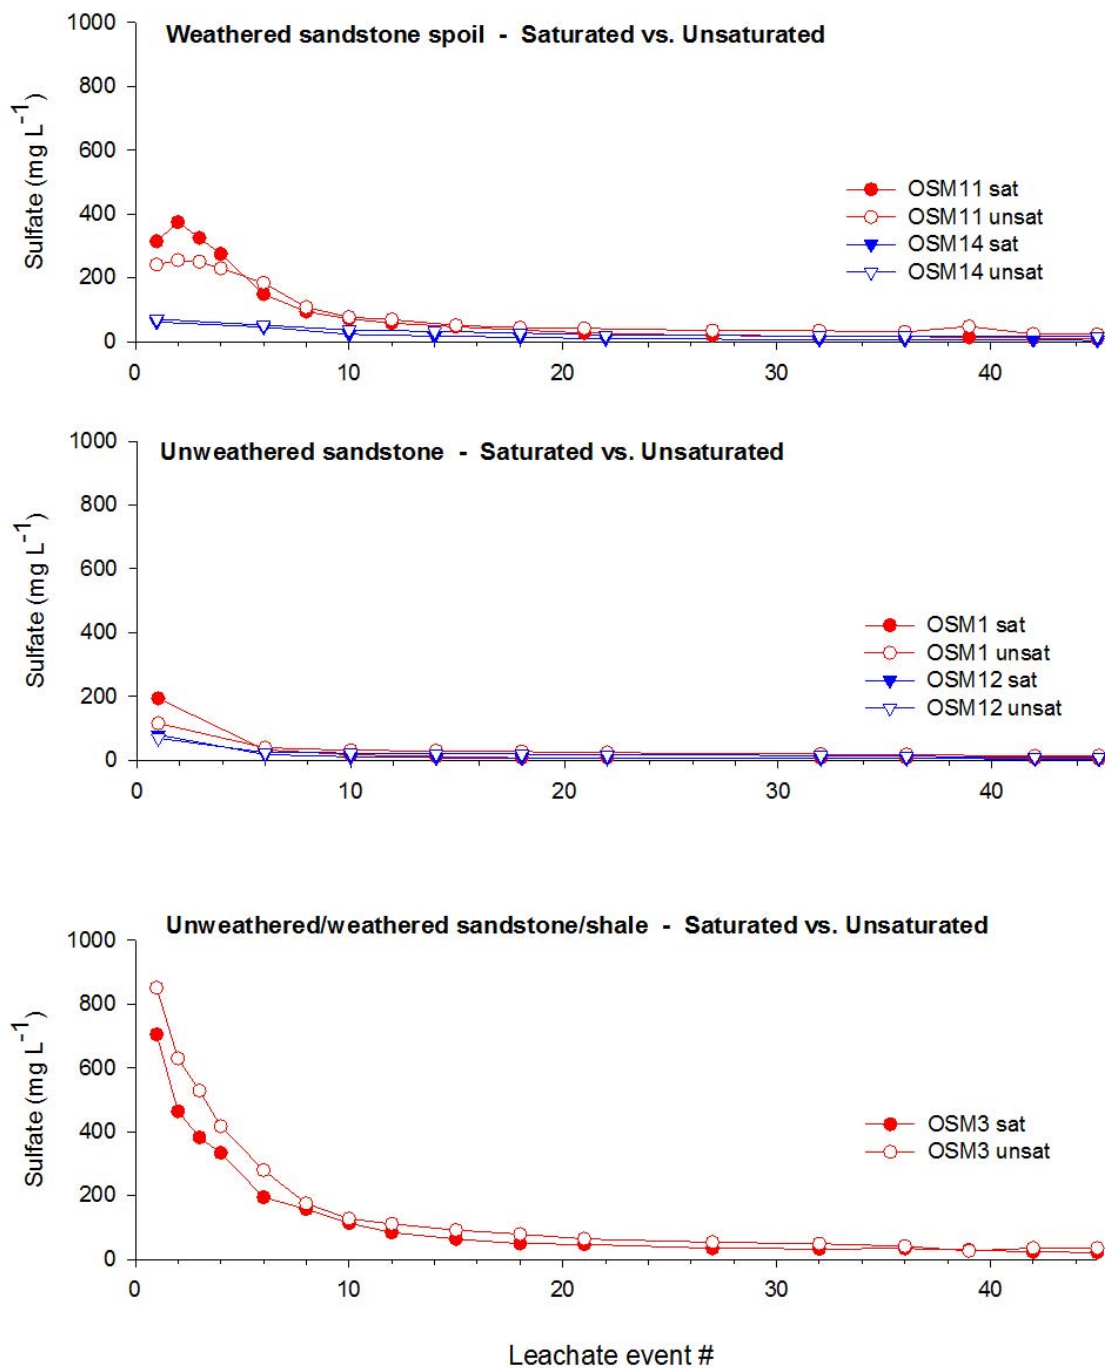 Weathered sandstone spoil - Saturated vs. Unsaturated
1000
800
600
400
200
0
Sulfate (mg L-1)
OSM11 sat
OSM11 unsat
OSM14 sat
OSM14 unsat
0 10 20 30 40
Unweathered sandstone - Saturated vs. Unsaturated
1000
800
600
400
200
0
Sulfate (mg L-1)
OSM1 sat
OSM1 unsat
OSM12 sat
OSM12 unsat
0 10 20 30 40
Unweathered/weathered sandstone/shale - Saturated vs. Unsaturated
1000
800
600
400
200
0
Sulfate (mg L-1)
OSM3 sat
OSM3 unsat
0 10 20 30 40
Leachate event #